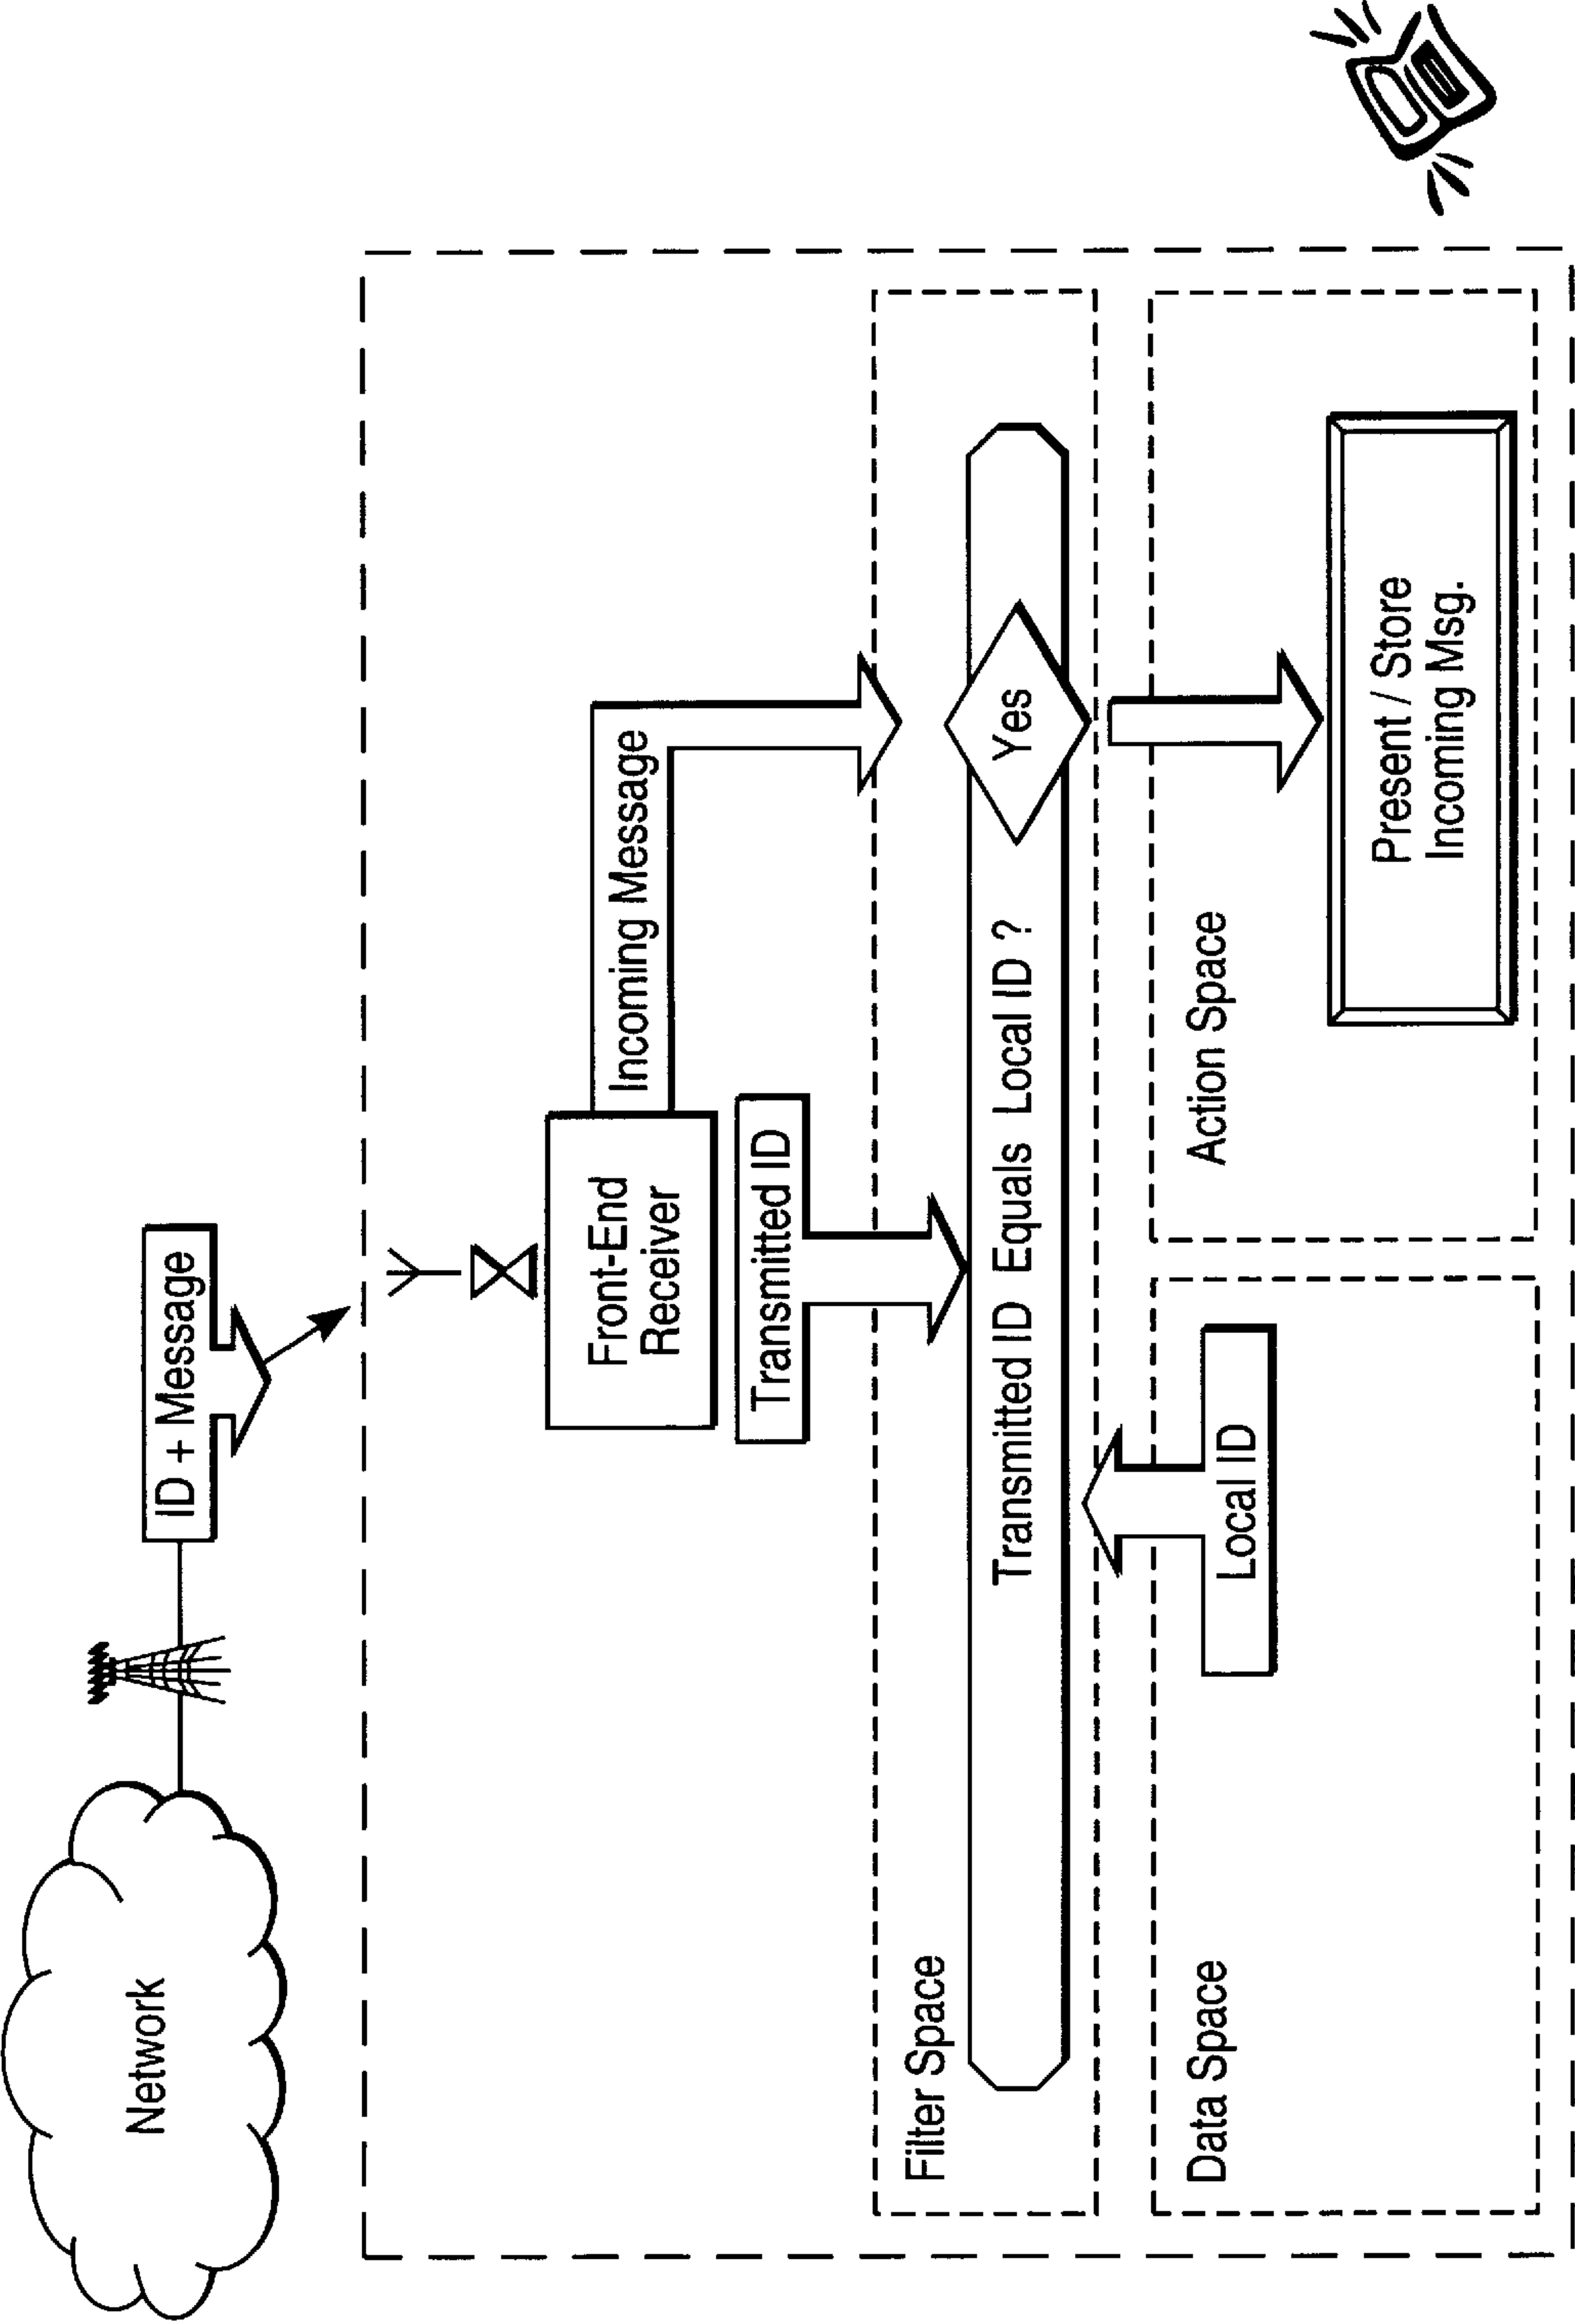 Network
ID + Message
Front-End
Receiver
Incoming Message
Transmitted ID
Filter Space
Transmitted ID Equals Local ID ?
Yes
Data Space
Local ID
Action Space
Present / Store
Incoming Msg.